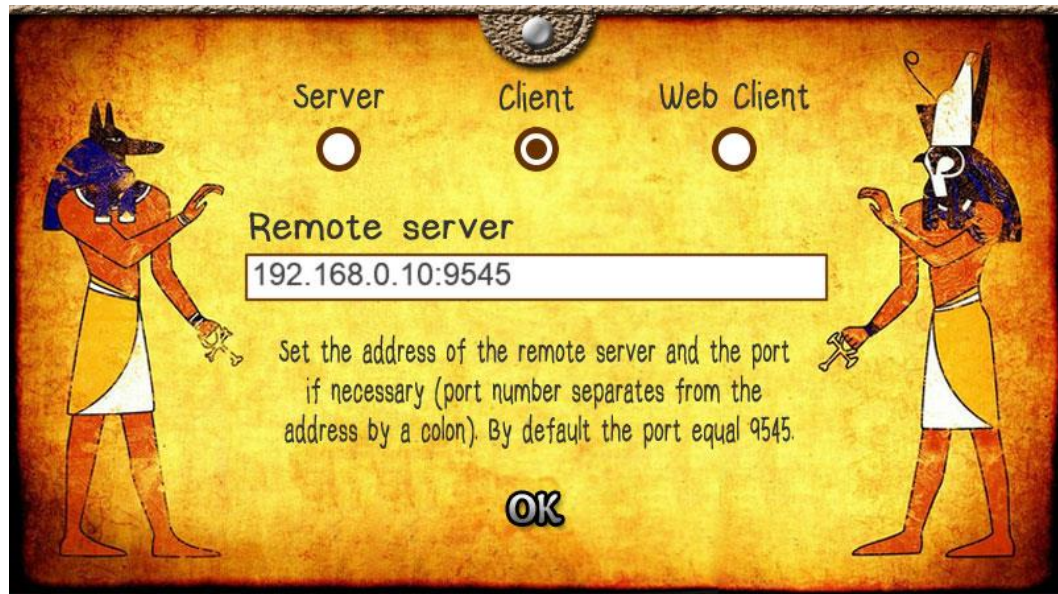 Server Client Web Client
Remote server
192.168.0.10:9545
Set the address of the remote server and the port
if necessary (port number separates from the
address by a colon). By default the port equal 9545.
OK